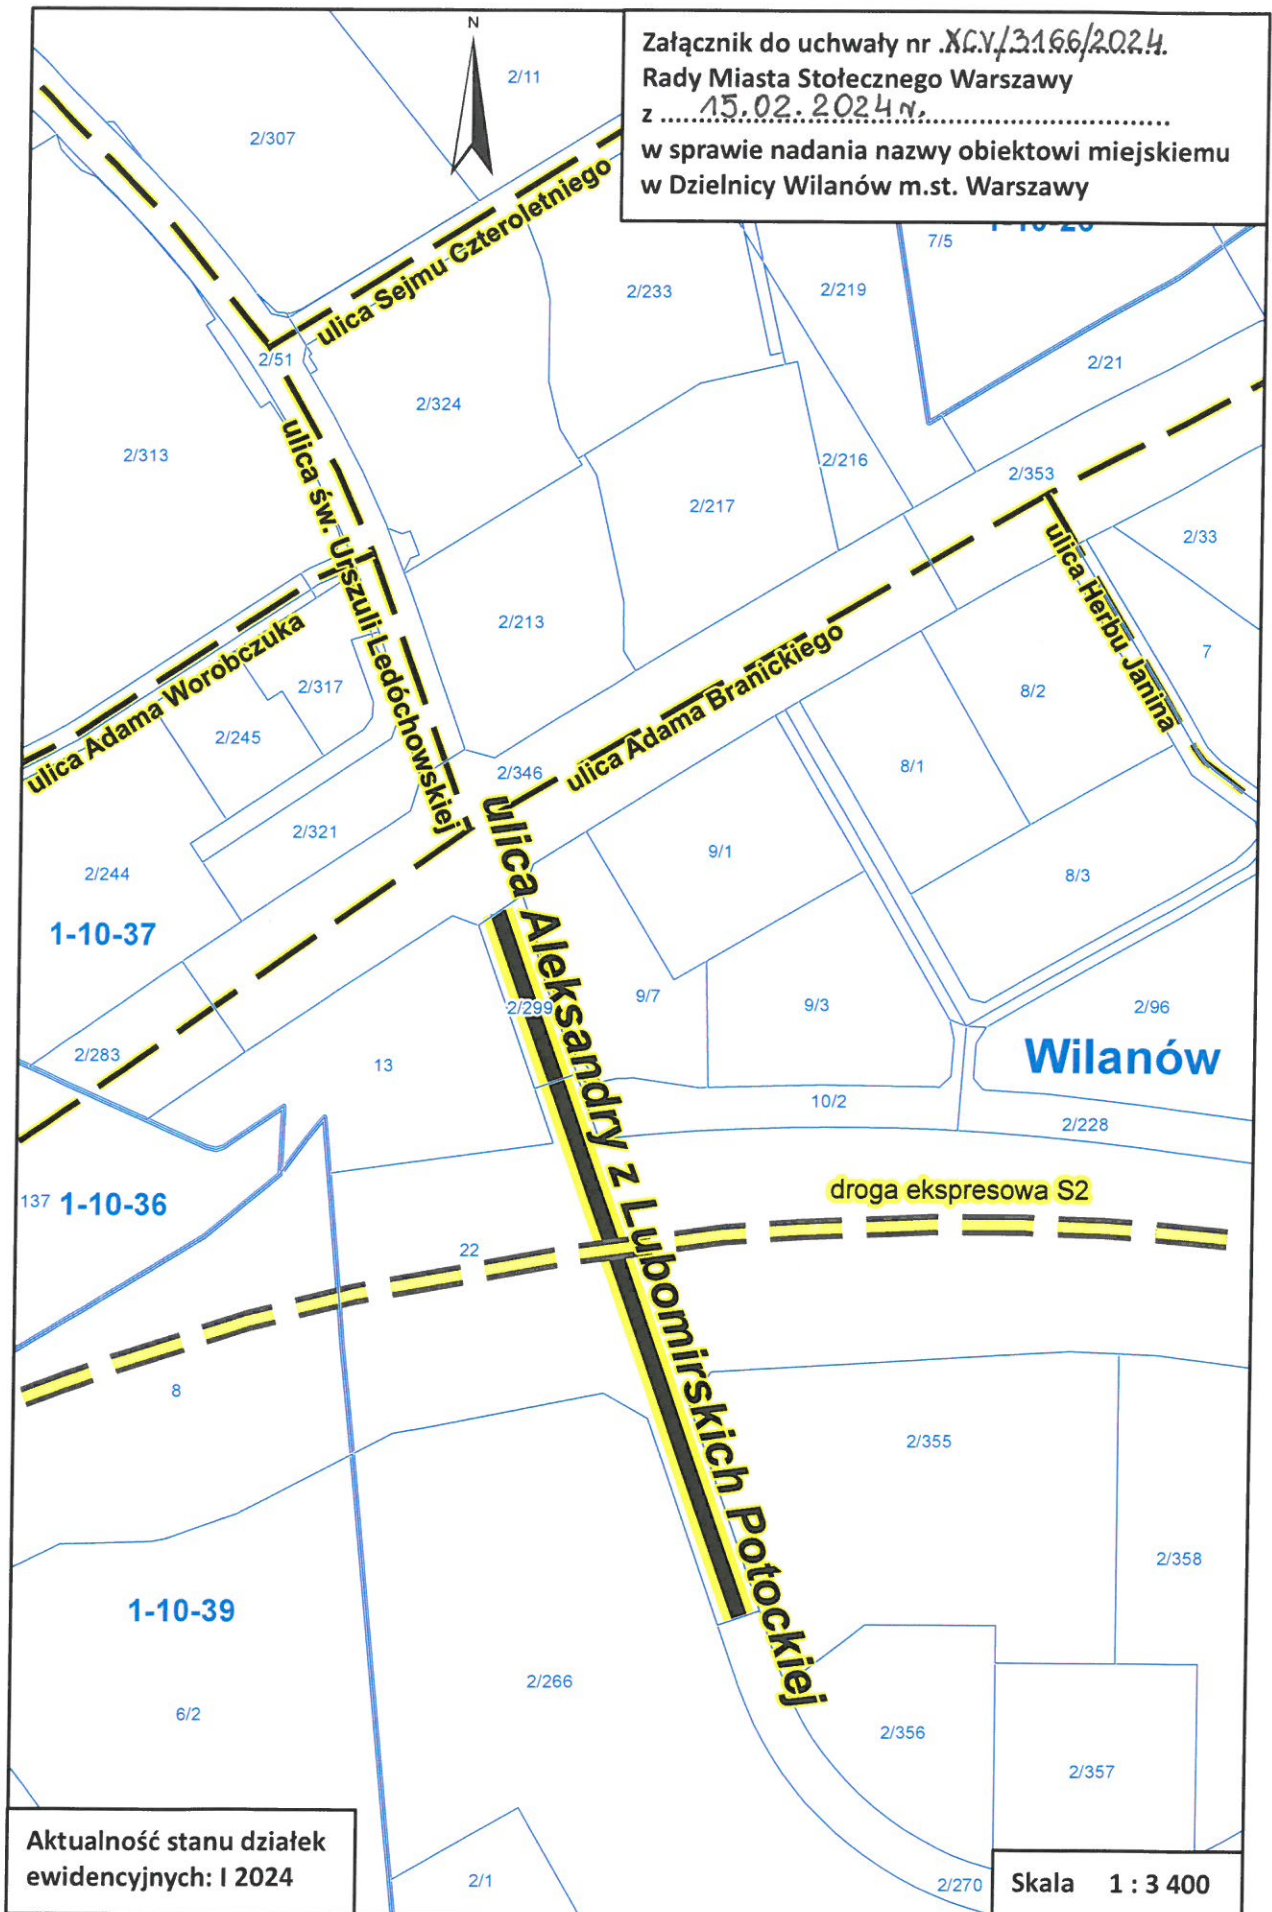 N
Załącznik do uchwały nr .XCV/3166/2024.
Rady Miasta Stołecznego Warszawy
z ....15.02.2024 r.....
w sprawie nadania nazwy obiektowi miejskiemu
w Dzielnicy Wilanów m.st. Warszawy
2/11
2/307
ulica Sejmu Czteroletniego
7/5
2/233
2/219
2/51
2/21
2/324
2/313
ulica św. Urszuli Ledóchowskiej
2/216
2/353
2/217
2/33
ulica Herbu Janina
2/213
ulica Adama Worobczuka
7
2/317
8/2
ulica Adama Branickiego
2/245
8/1
2/346
2/321
9/1
2/244
8/3
1-10-37
ulica Aleksandry z Lubomirskich Potockiej
9/7
9/3
2/96
2/299
2/283
13
Wilanów
10/2
2/228
137
1-10-36
droga ekspresowa S2
22
8
2/355
2/358
1-10-39
2/266
6/2
2/356
2/357
Aktualność stanu działek
ewidencyjnych: I 2024
2/1
2/270
Skala 1 : 3 400